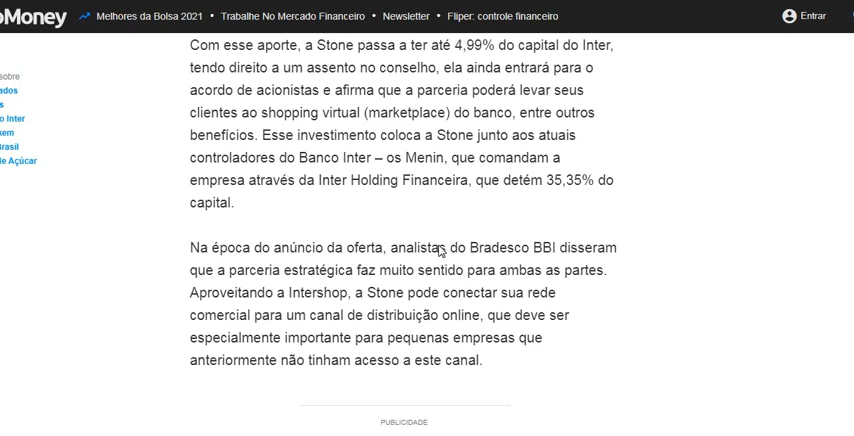 oMoney
Melhores da Bolsa 2021 • Trabalhe No Mercado Financeiro • Newsletter • Fliper: controle financeiro
Entrar
sobre
ados
s
o Inter
kem
Brasil
de Açúcar
Com esse aporte, a Stone passa a ter até 4,99% do capital do Inter,
tendo direito a um assento no conselho, ela ainda entrará para o
acordo de acionistas e afirma que a parceria poderá levar seus
clientes ao shopping virtual (marketplace) do banco, entre outros
benefícios. Esse investimento coloca a Stone junto aos atuais
controladores do Banco Inter – os Menin, que comandam a
empresa através da Inter Holding Financeira, que detém 35,35% do
capital.
Na época do anúncio da oferta, analistas do Bradesco BBI disseram
que a parceria estratégica faz muito sentido para ambas as partes.
Aproveitando a Intershop, a Stone pode conectar sua rede
comercial para um canal de distribuição online, que deve ser
especialmente importante para pequenas empresas que
anteriormente não tinham acesso a este canal.
PUBLICIDADE